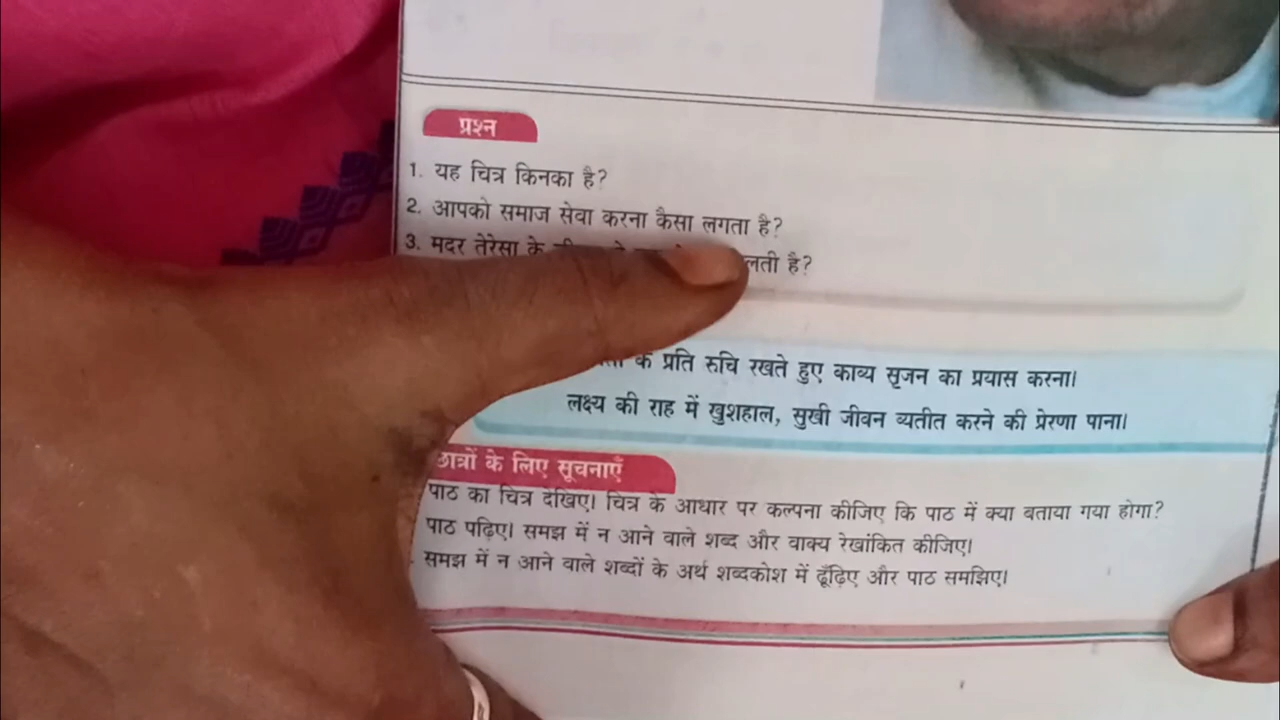 प्रश्न
1. यह चित्र किनका है?
2. आपको समाज सेवा करना कैसा लगता है?
3. मदर तेरेसा के है?
के प्रति रुचि रखते हुए काव्य सृजन का प्रयास करना।
लक्ष्य की राह में खुशहाल, सुखी जीवन व्यतीत करने की प्रेरणा पाना।
छात्रों के लिए सूचनाएँ
पाठ का चित्र देखिए। चित्र के आधार पर कल्पना कीजिए कि पाठ में क्या बताया गया होगा?
पाठ पढ़िए। समझ में न आने वाले शब्द और वाक्य रेखांकित कीजिए।
समझ में न आने वाले शब्दों के अर्थ शब्दकोश में ढूँढ़िए और पाठ समझिए।